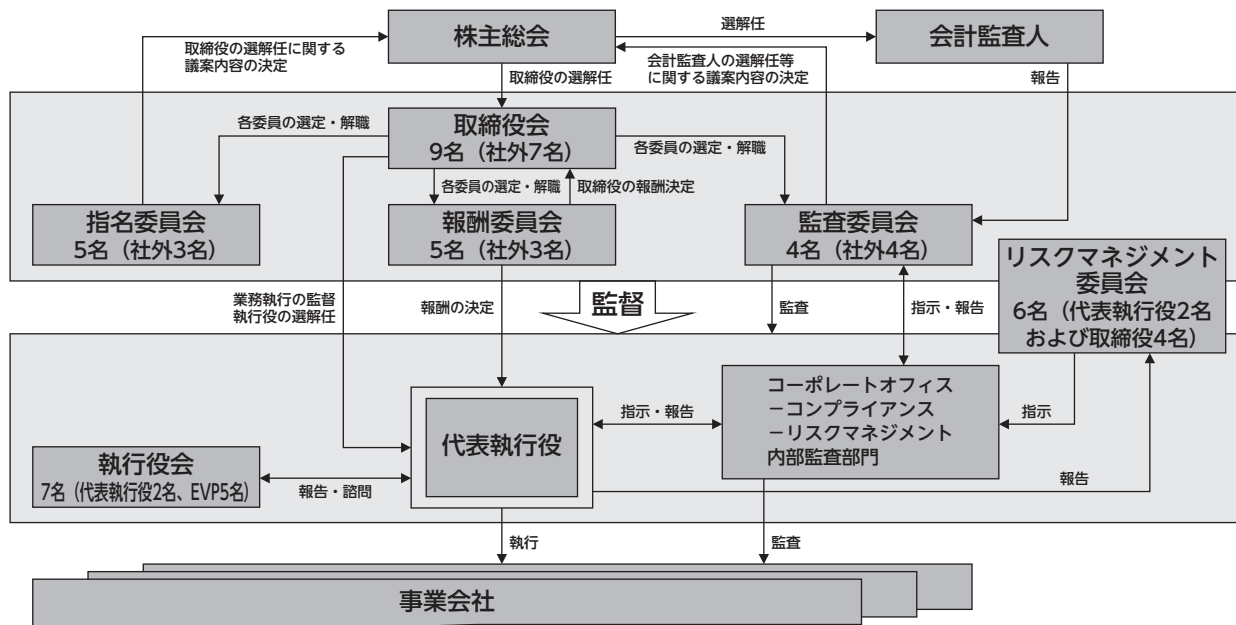 株主総会
選解任
会計監査人
取締役の選解任に関する
議案内容の決定
取締役の選解任
会計監査人の選解任等
に関する議案内容の決定
報告
各委員の選定・解職
取締役会
9名（社外7名）
各委員の選定・解職
各委員の選定・解職
取締役の報酬決定
指名委員会
5名（社外3名）
報酬委員会
5名（社外3名）
監査委員会
4名（社外4名）
リスクマネジメント
委員会
6名（代表執行役2名
および取締役4名）
業務執行の監督
執行役の選解任
報酬の決定
監督
監査
指示・報告
コーポレートオフィス
－コンプライアンス
－リスクマネジメント
内部監査部門
指示・報告
指示
代表執行役
執行役会
7名（代表執行役2名、EVP5名）
報告・諮問
報告
執行
監査
事業会社